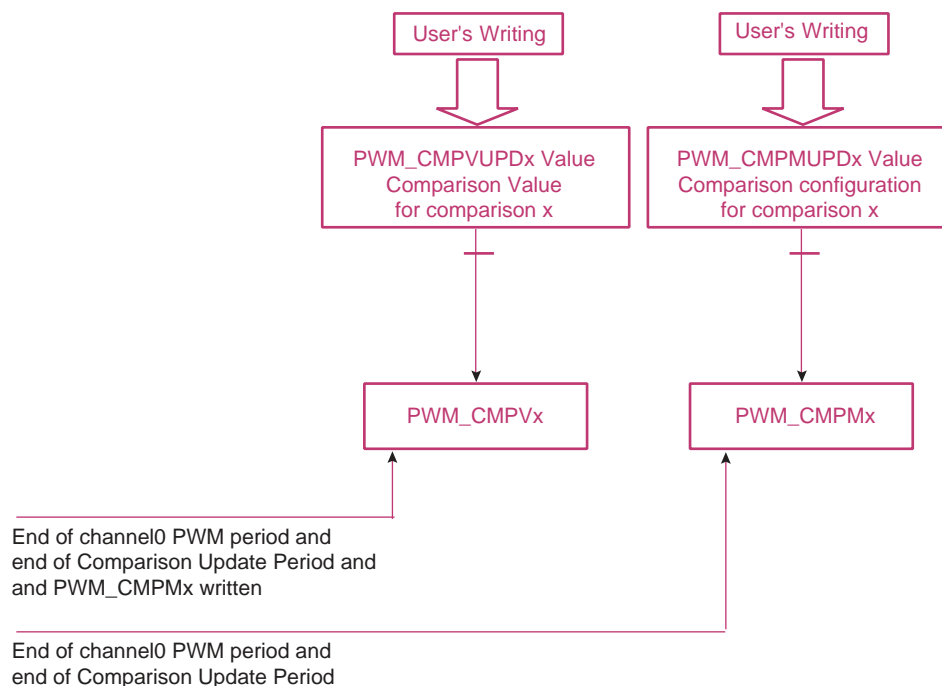 User's Writing
User's Writing
PWM_CMPVUPDx Value
Comparison Value
for comparison x
PWM_CMPMUPDx Value
Comparison configuration
for comparison x
PWM_CMPVx
PWM_CMPMx
End of channel0 PWM period and
end of Comparison Update Period and
and PWM_CMPMx written
End of channel0 PWM period and
end of Comparison Update Period